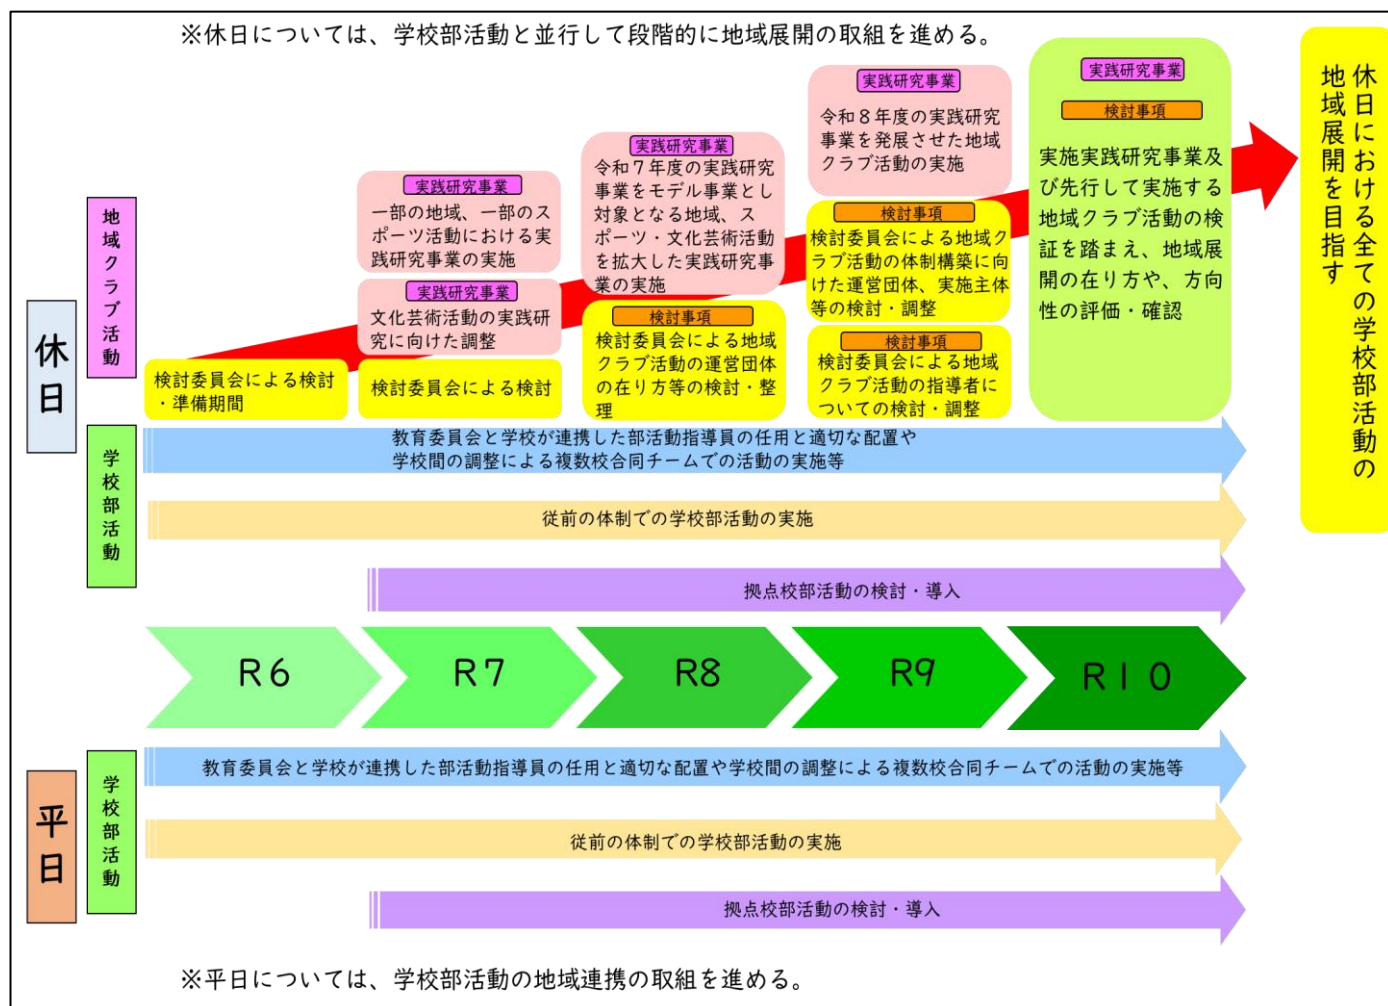 ※休日については、学校部活動と並行して段階的に地域展開の取組を進める。
休日における全ての学校部活動の
地域展開を目指す
休日
地域クラブ活動
検討委員会による検討
・準備期間
実践研究事業
一部の地域、一部のス
ポーツ活動における実
践研究事業の実施
実践研究事業
文化芸術活動の実践研
究に向けた調整
検討委員会による検討
実践研究事業
令和７年度の実践研究
事業をモデル事業とし
対象となる地域、ス
ポーツ・文化芸術活動
を拡大した実践研究事
業の実施
検討事項
検討委員会による地域
クラブ活動の運営団体
の在り方等の検討・整
理
実践研究事業
令和８年度の実践研究
事業を発展させた地域
クラブ活動の実施
検討事項
検討委員会による地域ク
ラブ活動の体制構築に向
けた運営団体、実施主体
等の検討・調整
検討事項
検討委員会による地域
クラブ活動の指導者に
ついての検討・調整
実践研究事業
検討事項
実施実践研究事業及
び先行して実施する
地域クラブ活動の検
証を踏まえ、地域展
開の在り方や、方向
性の評価・確認
学校部活動
教育委員会と学校が連携した部活動指導員の任用と適切な配置や
学校間の調整による複数校合同チームでの活動の実施等
従前の体制での学校部活動の実施
拠点校部活動の検討・導入
R６
R７
R８
R９
R１０
平日
学校部活動
教育委員会と学校が連携した部活動指導員の任用と適切な配置や学校間の調整による複数校合同チームでの活動の実施等
従前の体制での学校部活動の実施
拠点校部活動の検討・導入
※平日については、学校部活動の地域連携の取組を進める。